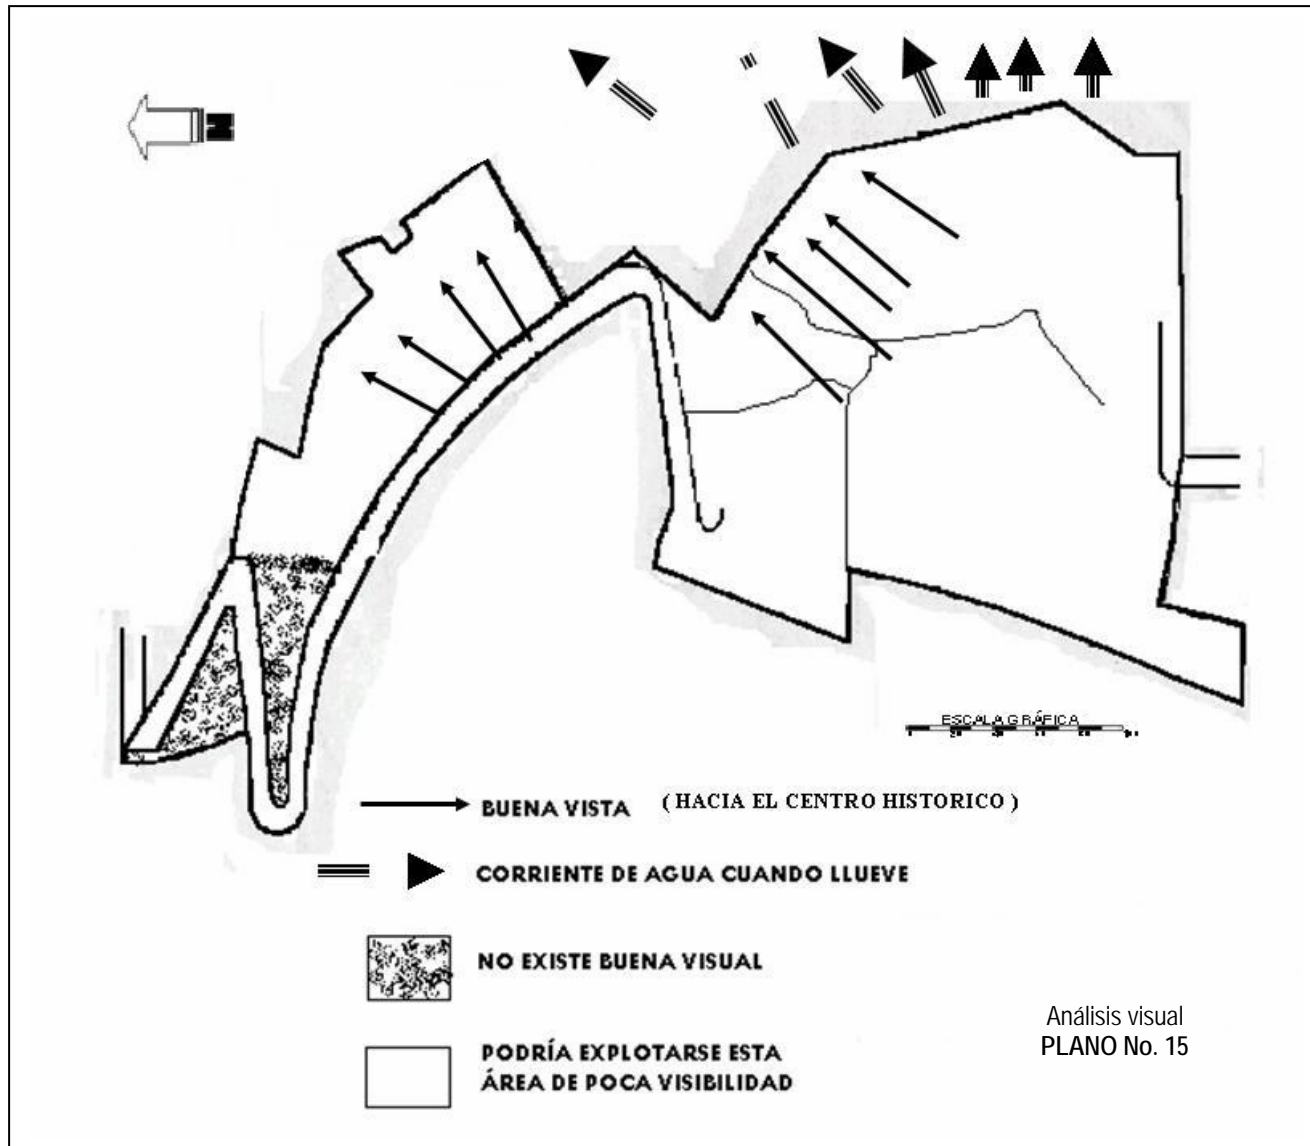 ESCALA GRÁFICA
BUENA VISTA ( HACIA EL CENTRO HISTORICO )
CORRIENTE DE AGUA CUANDO LLUEVE
NO EXISTE BUENA VISUAL
PODRÍA EXPLOTARSE ESTA
ÁREA DE POCA VISIBILIDAD
Análisis visual
PLANO No. 15